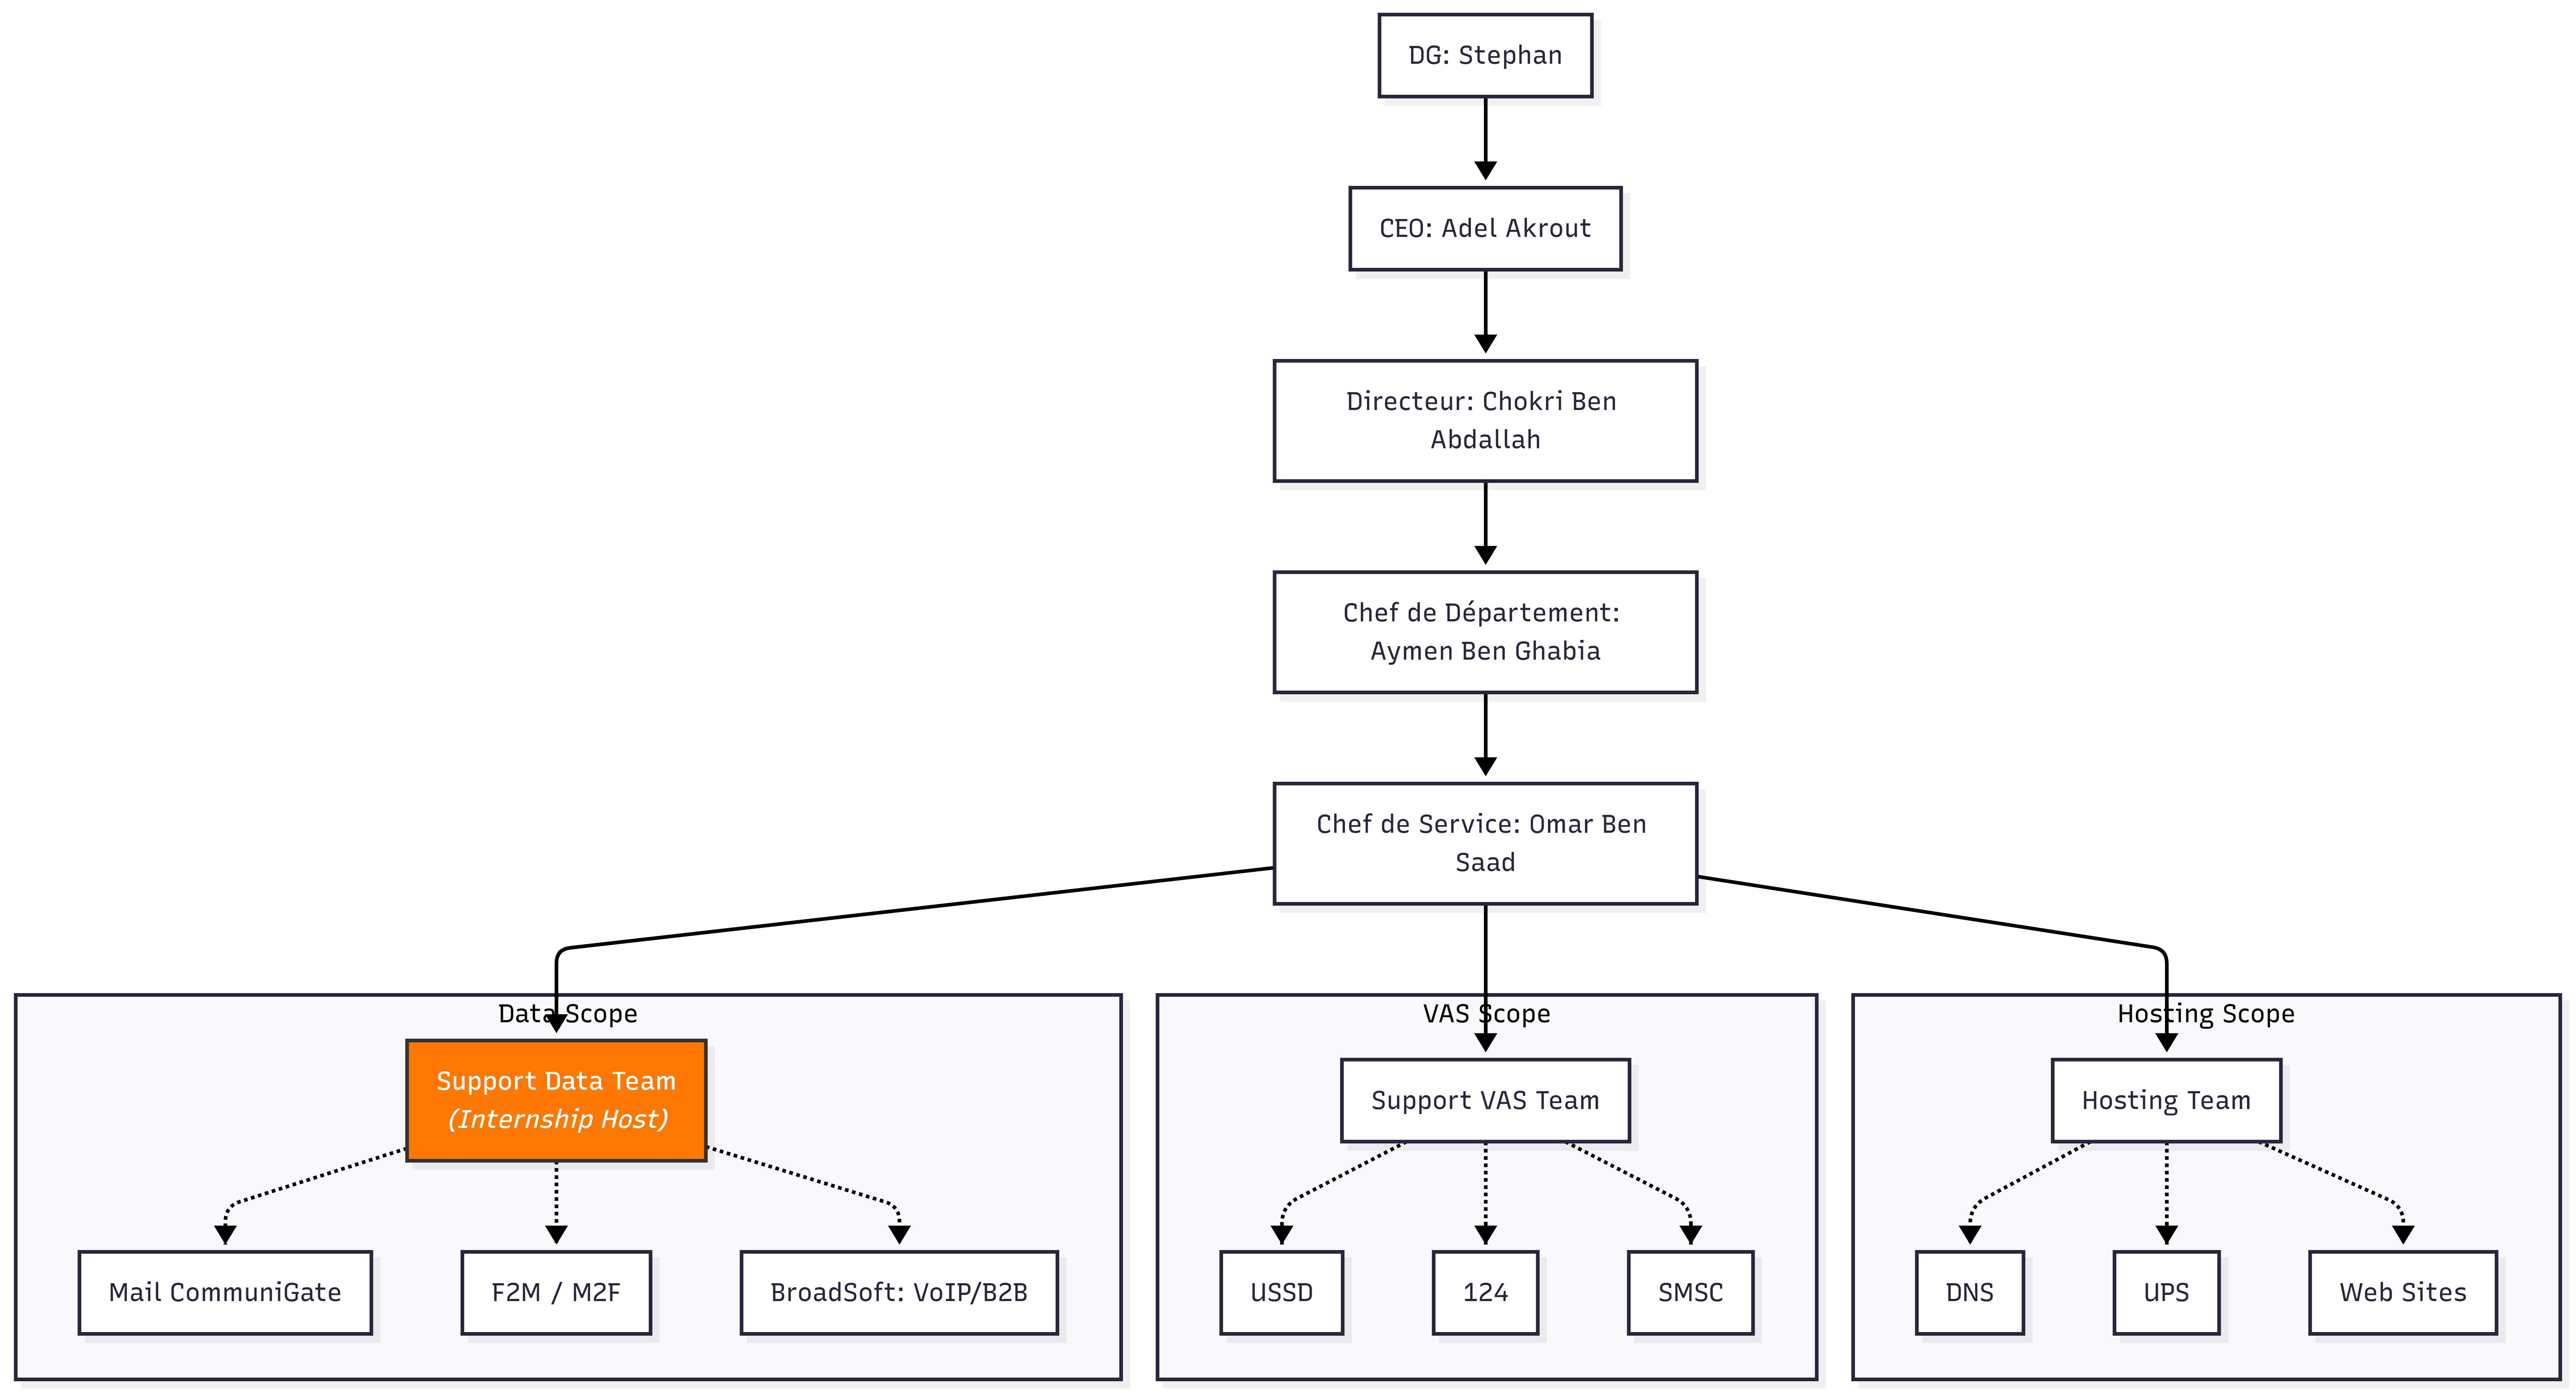 DG: Stephan
CEO: Adel Akrout
Directeur: Chokri Ben
Abdallah
Chef de Département:
Aymen Ben Ghabia
Chef de Service: Omar Ben
Saad
Data Scope
Support Data Team
(Internship Host)
Mail CommuniGate
F2M / M2F
BroadSoft: VoIP/B2B
VAS Scope
Support VAS Team
USSD
124
SMSC
Hosting Scope
Hosting Team
DNS
UPS
Web Sites